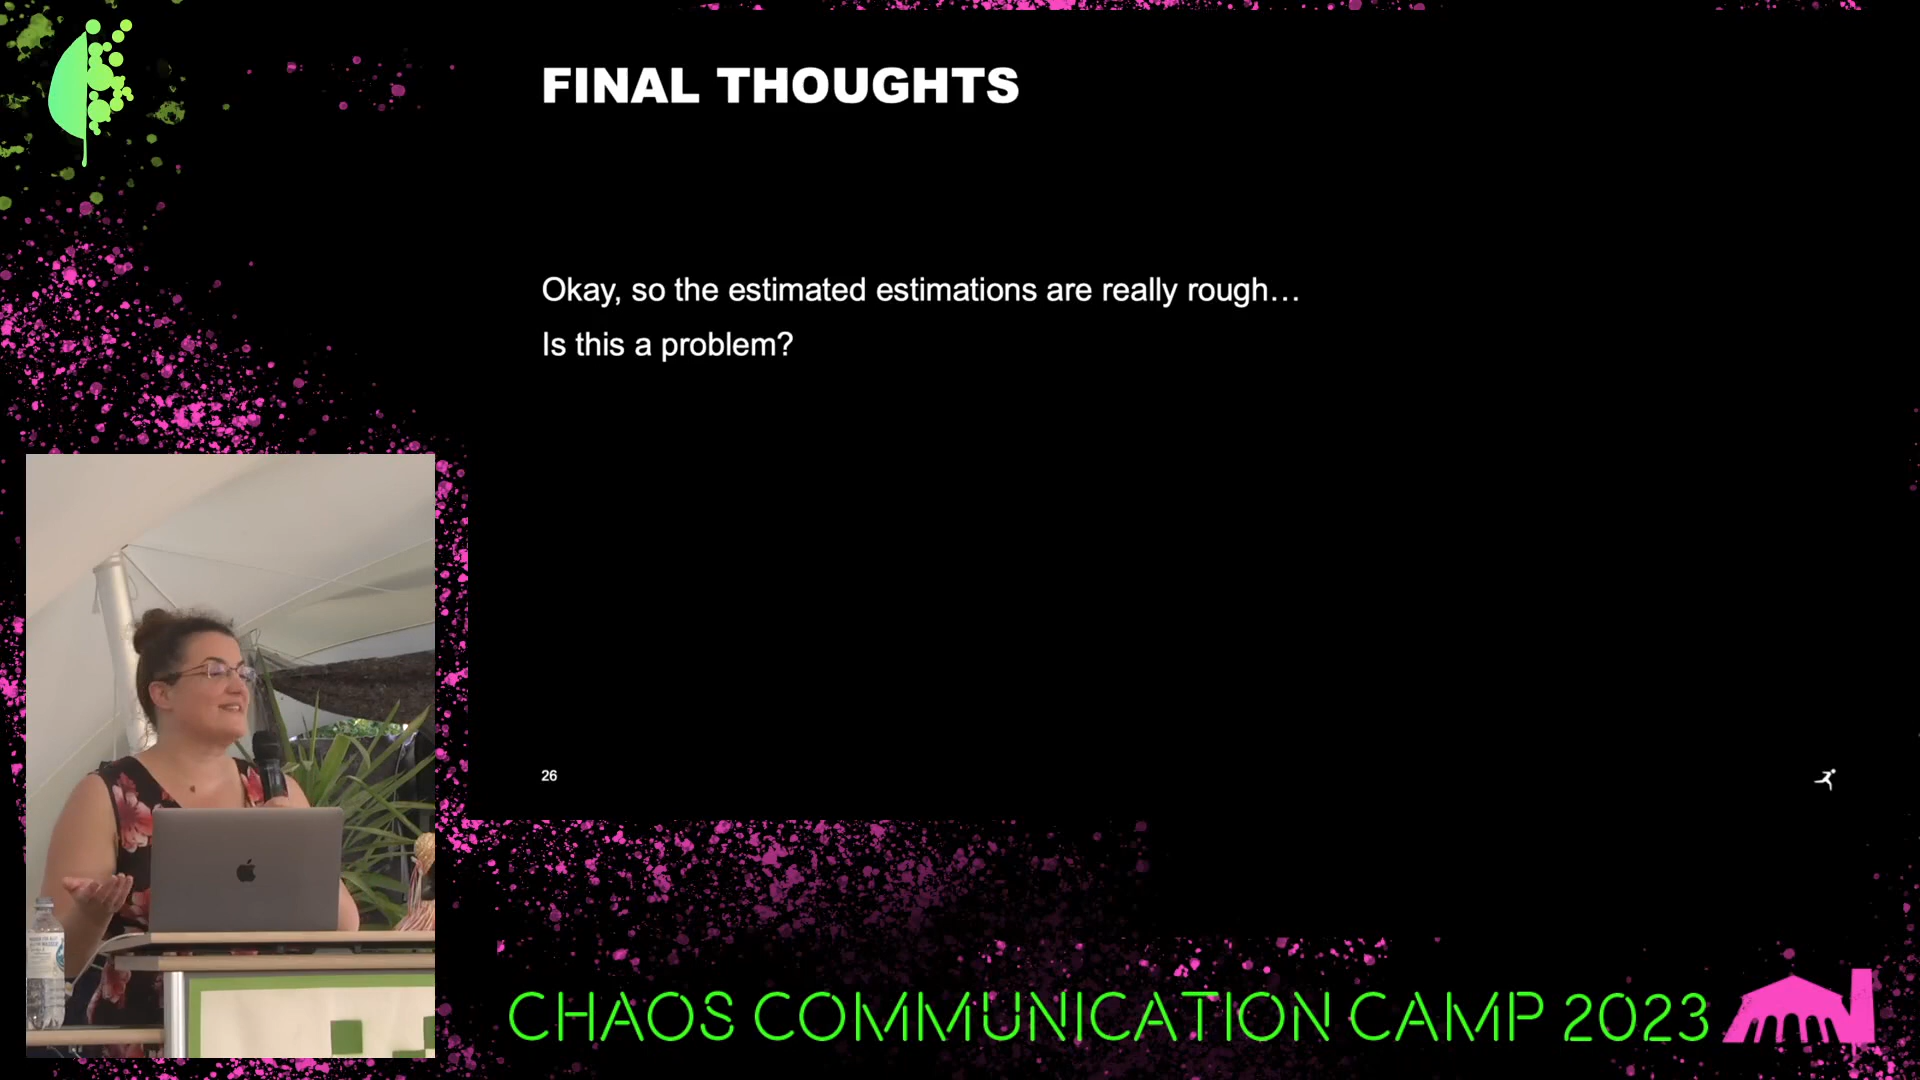 FINAL THOUGHTS
Okay, so the estimated estimations are really rough…
Is this a problem?
26
CHAOS COMMUNICATION CAMP 2023